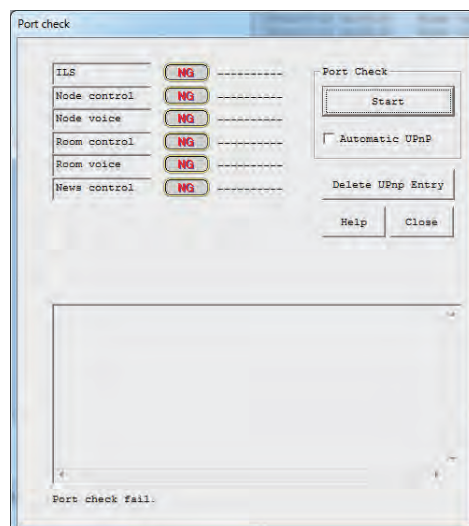 Port check
ILS NG ----------
Node control NG ----------
Node voice NG ----------
Room control NG ----------
Room voice NG ----------
News control NG ----------
Port Check
Start
Automatic UPnP
Delete UPnp Entry
Help Close
Port check fail.